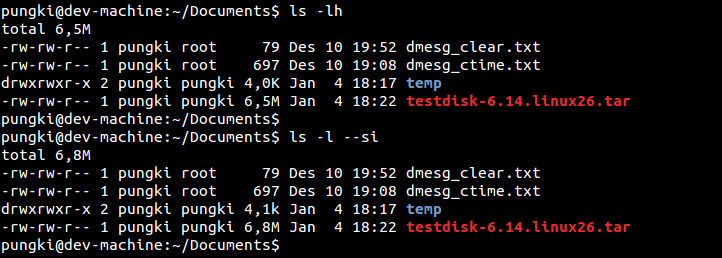 pungki@dev-machine:~/Documents$ ls -lh
total 6,5M
-rw-rw-r-- 1 pungki root     79 Des 10 19:52 dmesg_clear.txt
-rw-rw-r-- 1 pungki root    697 Des 10 19:08 dmesg_ctime.txt
drwxrwxr-x 2 pungki pungki 4,0K Jan  4 18:17 temp
-rw-rw-r-- 1 pungki pungki 6,5M Jan  4 18:22 testdisk-6.14.linux26.tar
pungki@dev-machine:~/Documents$
pungki@dev-machine:~/Documents$ ls -l --si
total 6,8M
-rw-rw-r-- 1 pungki root     79 Des 10 19:52 dmesg_clear.txt
-rw-rw-r-- 1 pungki root    697 Des 10 19:08 dmesg_ctime.txt
drwxrwxr-x 2 pungki pungki 4,1k Jan  4 18:17 temp
-rw-rw-r-- 1 pungki pungki 6,8M Jan  4 18:22 testdisk-6.14.linux26.tar
pungki@dev-machine:~/Documents$